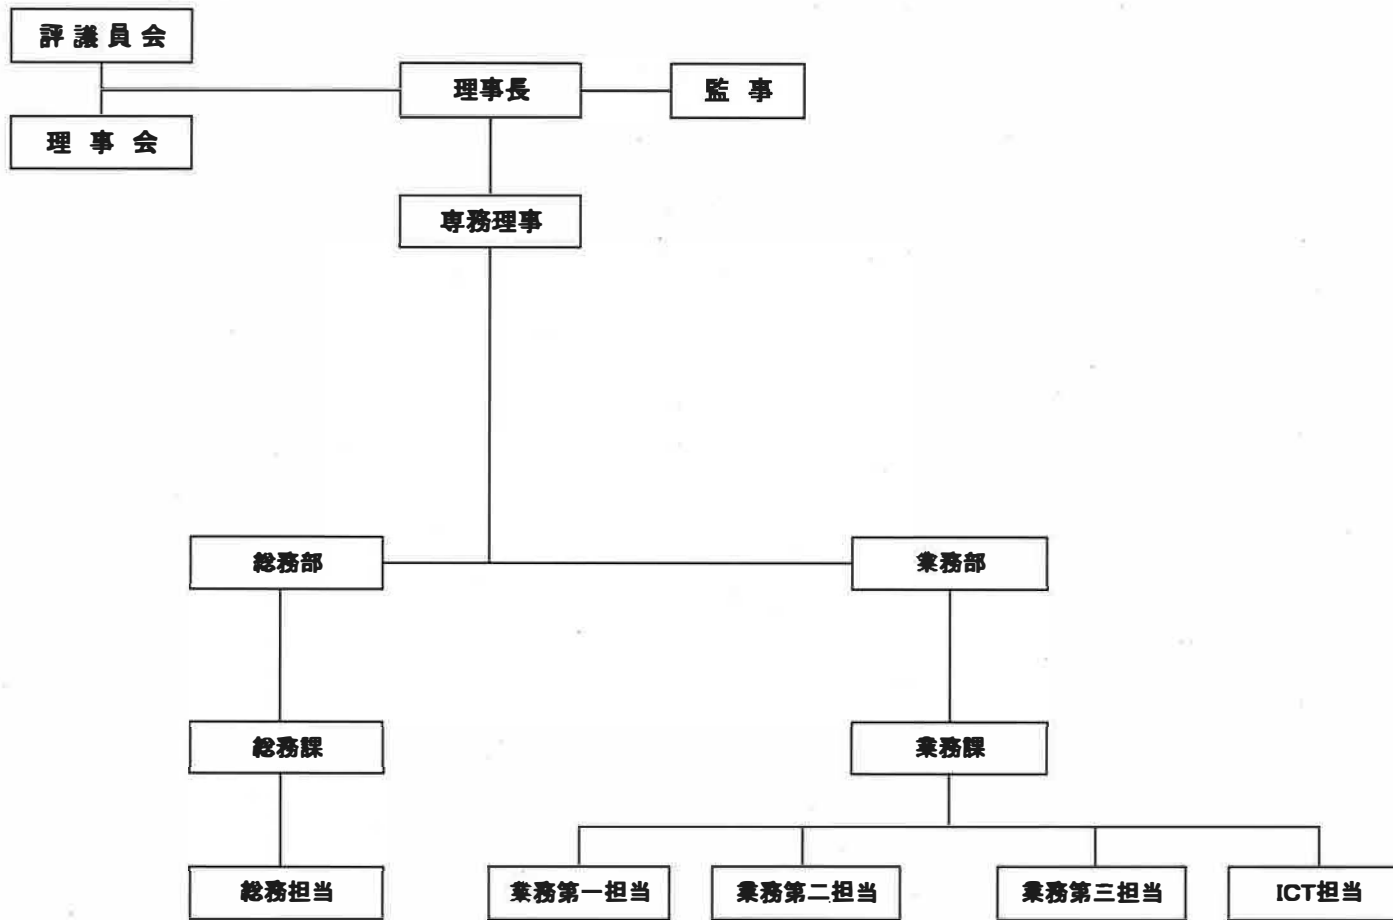 評議員会
理事長
監事
理事会
専務理事
総務部
業務部
総務課
業務課
総務担当
業務第一担当
業務第二担当
業務第三担当
ICT担当